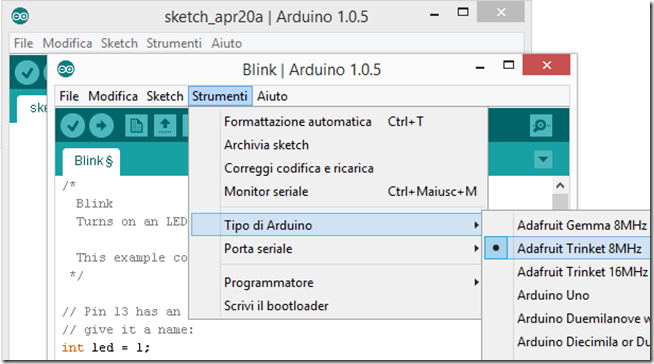 sketch_apr20a | Arduino 1.0.5
File Modifica Sketch Strumenti Aiuto
Blink | Arduino 1.0.5
File Modifica Sketch Strumenti Aiuto
Formattazione automatica Ctrl+T
Archivia sketch
Correggi codifica e ricarica
Monitor seriale Ctrl+Maiusc+M
Tipo di Arduino
Porta seriale
Programmatore
Scrivi il bootloader
Adafruit Gemma 8MHz
Adafruit Trinket 8MHz
Adafruit Trinket 16MHz
Arduino Uno
Arduino Duemilanove
Arduino Diecimila or
ske
Blink §
/*
Blink
Turns on an LED
This example co
*/
// Pin 13 has an
// give it a name:
int led = 1;